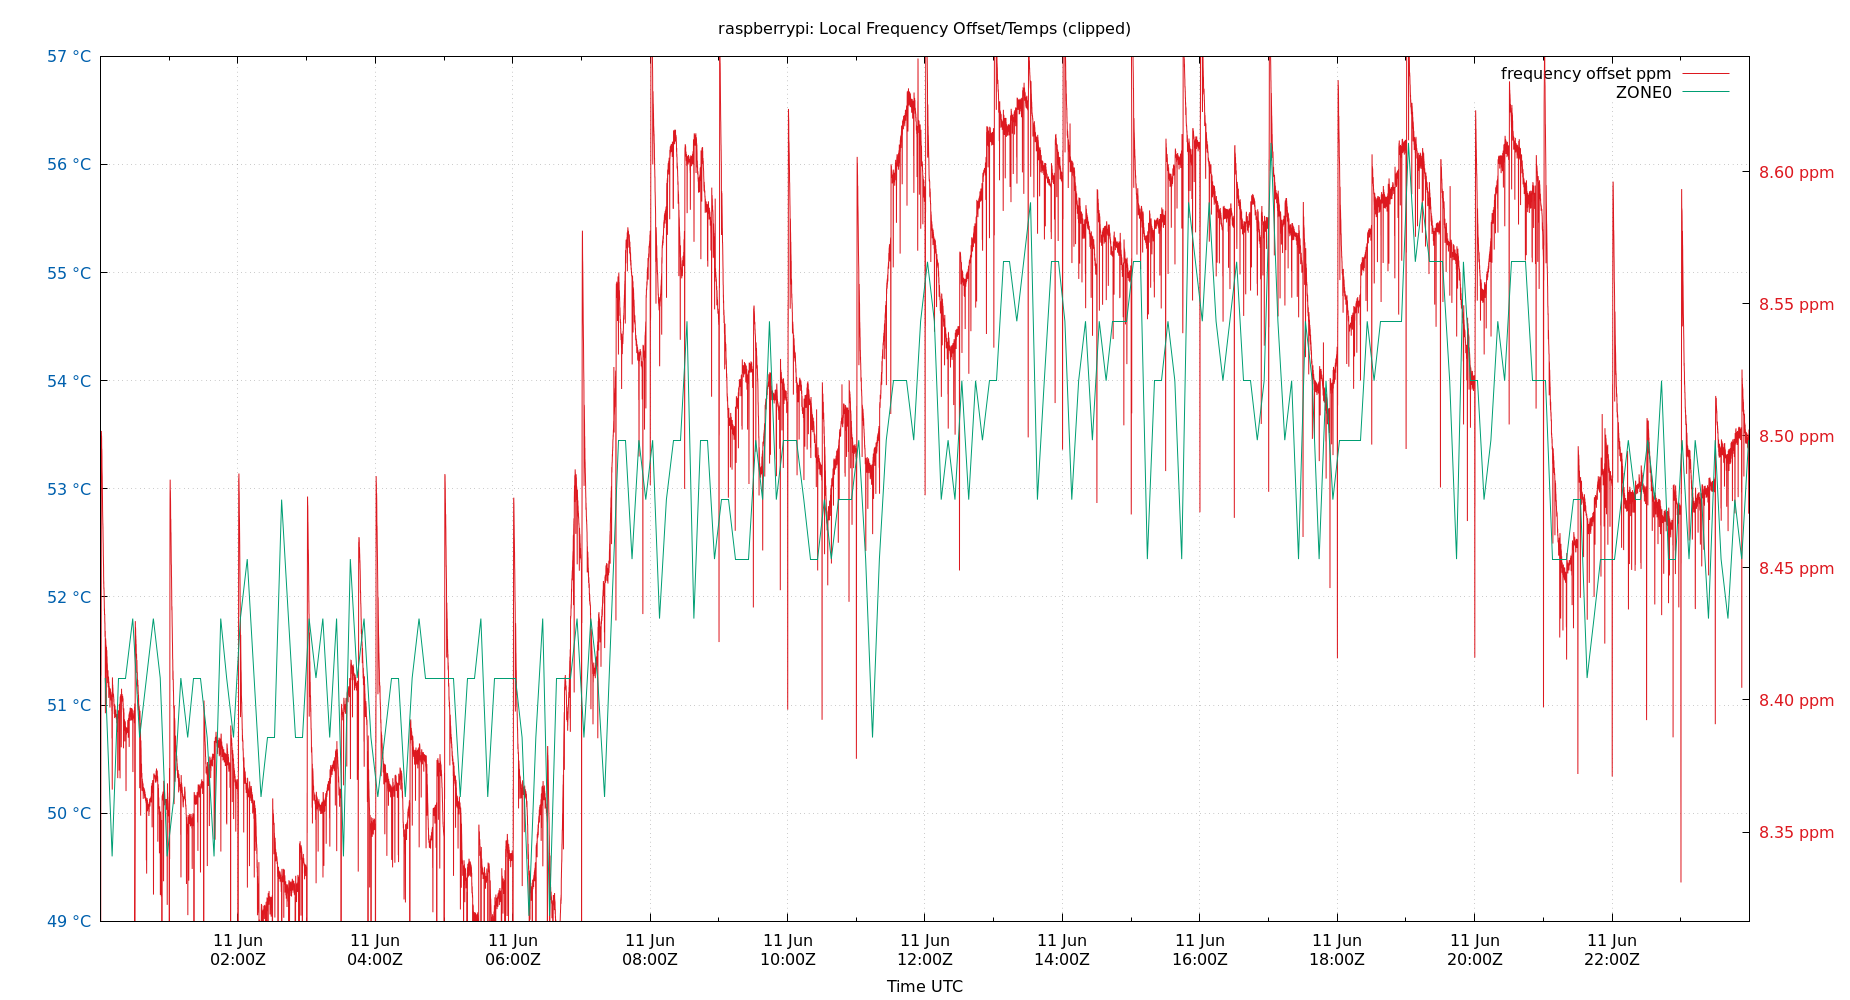 raspberrypi: Local Frequency Offset/Temps (clipped)
57 °C
56 °C
55 °C
54 °C
53 °C
52 °C
51 °C
50 °C
49 °C
frequency offset ppm
ZONE0
8.60 ppm
8.55 ppm
8.50 ppm
8.45 ppm
8.40 ppm
8.35 ppm
11 Jun 11 Jun 11 Jun 11 Jun 11 Jun 11 Jun 11 Jun 11 Jun 11 Jun 11 Jun 11 Jun
02:00Z 04:00Z 06:00Z 08:00Z 10:00Z 12:00Z 14:00Z 16:00Z 18:00Z 20:00Z 22:00Z
Time UTC